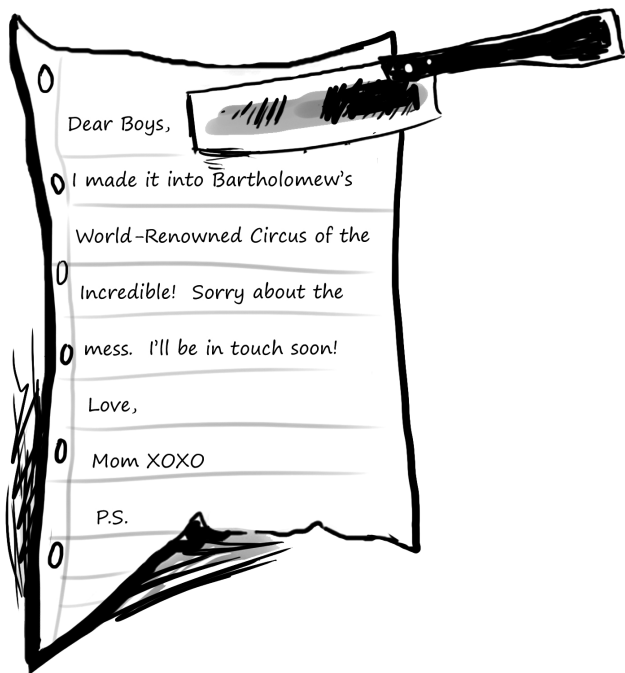 Dear Boys,
I made it into Bartholomew's
World-Renowned Circus of the
Incredible!  Sorry about the
mess.  I'll be in touch soon!
Love,
Mom XOXO
P.S.